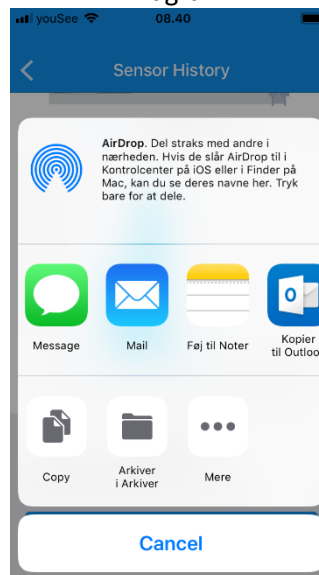 youSee 08.40
Sensor History
AirDrop. Del straks med andre i
nærheden. Hvis de slår AirDrop til i
Kontrolcenter på iOS eller i Finder på
Mac, kan du se deres navne her. Tryk
bare for at dele.
Message Mail Føj til Noter Kopier
til Outloo
Copy Arkiver
i Arkiver Mere
Cancel